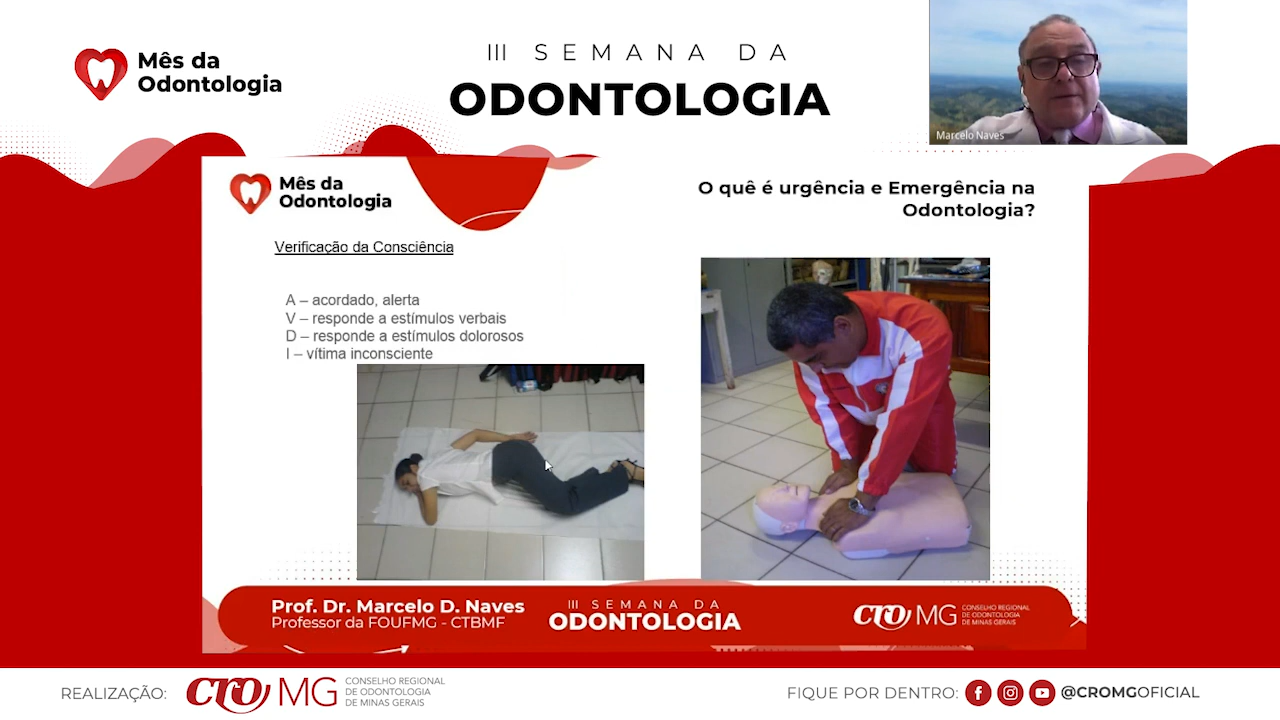 Mês da
Odontologia
III SEMANA DA
ODONTOLOGIA
Marcelo Naves
Mês da
Odontologia
O quê é urgência e Emergência na
Odontologia?
Verificação da Consciência
A – acordado, alerta
V – responde a estímulos verbais
D – responde a estímulos dolorosos
I – vítima inconsciente
Prof. Dr. Marcelo D. Naves
Professor da FOUFMG - CTBMF
III SEMANA DA
ODONTOLOGIA
CRO MG
CONSELHO REGIONAL
DE ODONTOLOGIA
DE MINAS GERAIS
REALIZAÇÃO:
CRO MG
CONSELHO REGIONAL
DE ODONTOLOGIA
DE MINAS GERAIS
FIQUE POR DENTRO:
@CROMGOFICIAL